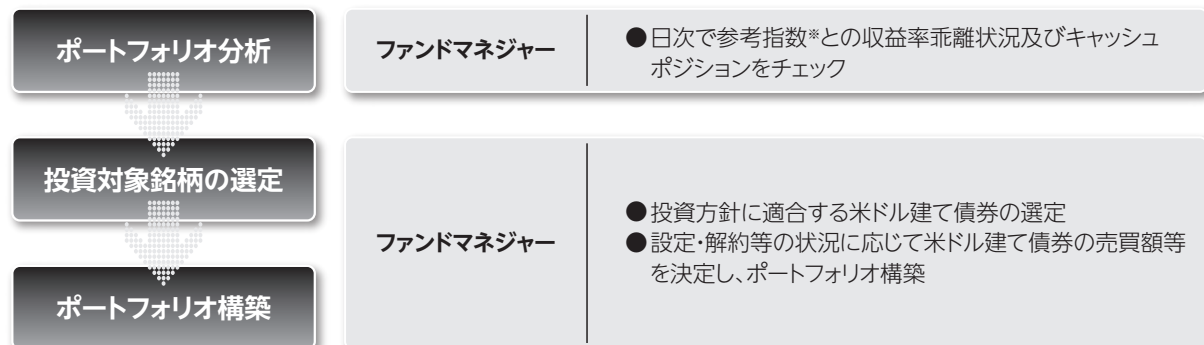 ポートフォリオ分析
ファンドマネジャー
●日次で参考指数※との収益率乖離状況及びキャッシュ
ポジションをチェック
投資対象銘柄の選定
ポートフォリオ構築
ファンドマネジャー
●投資方針に適合する米ドル建て債券の選定
●設定・解約等の状況に応じて米ドル建て債券の売買額等
を決定し、ポートフォリオ構築